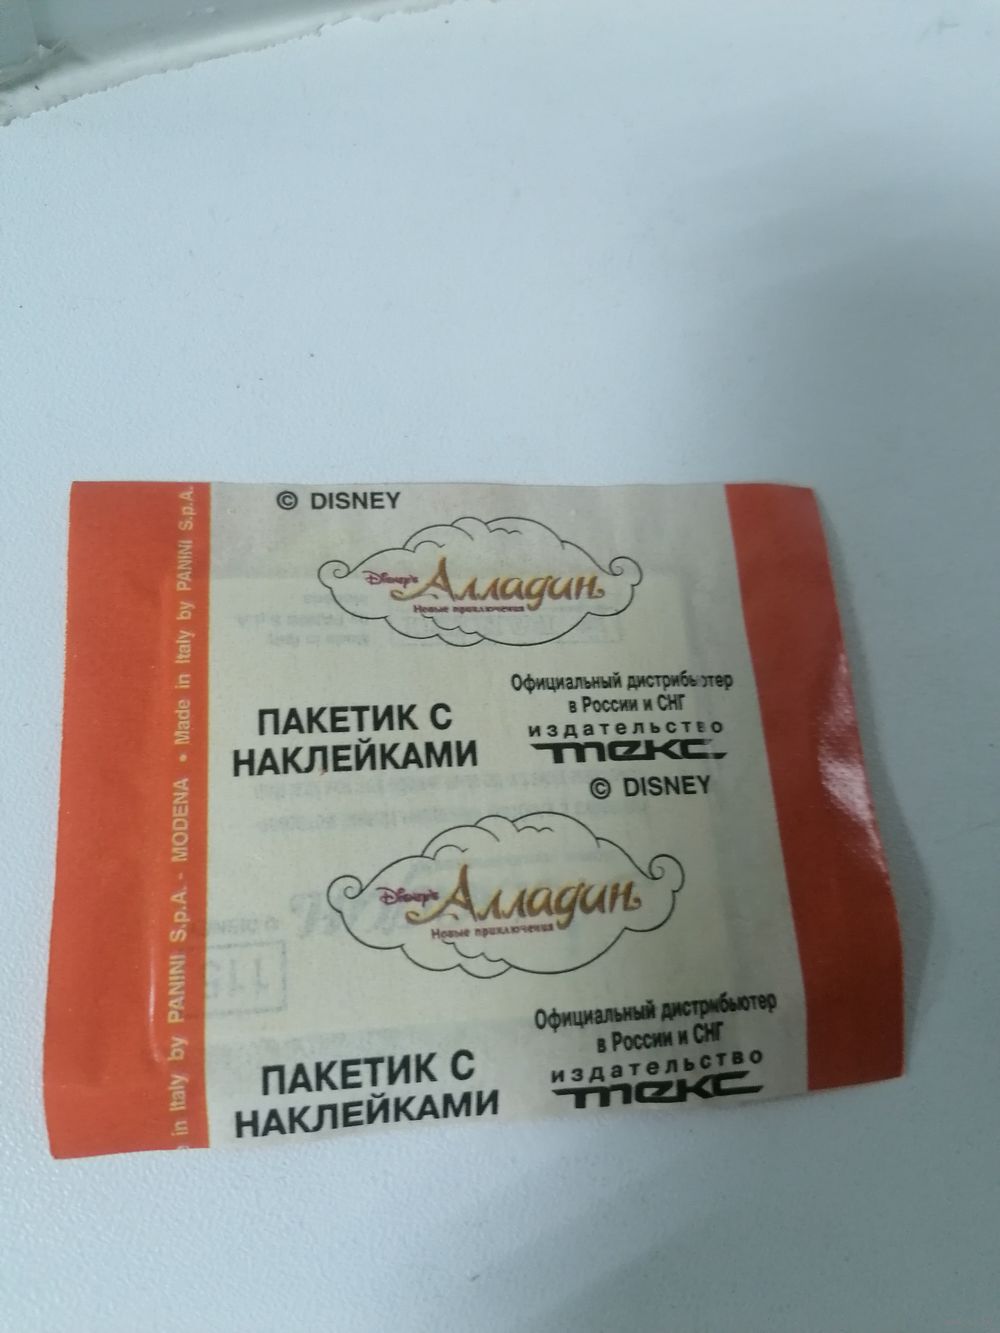 © DISNEY
Disney's Алладин
Новые приключения
Официальный дистрибьютер
в России и СНГ
издательство
текс
ПАКЕТИК С
НАКЛЕЙКАМИ
© DISNEY
Disney's Алладин
Новые приключения
Официальный дистрибьютер
в России и СНГ
издательство
текс
ПАКЕТИК С
НАКЛЕЙКАМИ
in Italy by PANINI S.p.A. - MODENA • Made in Italy by PANINI S.p.A.